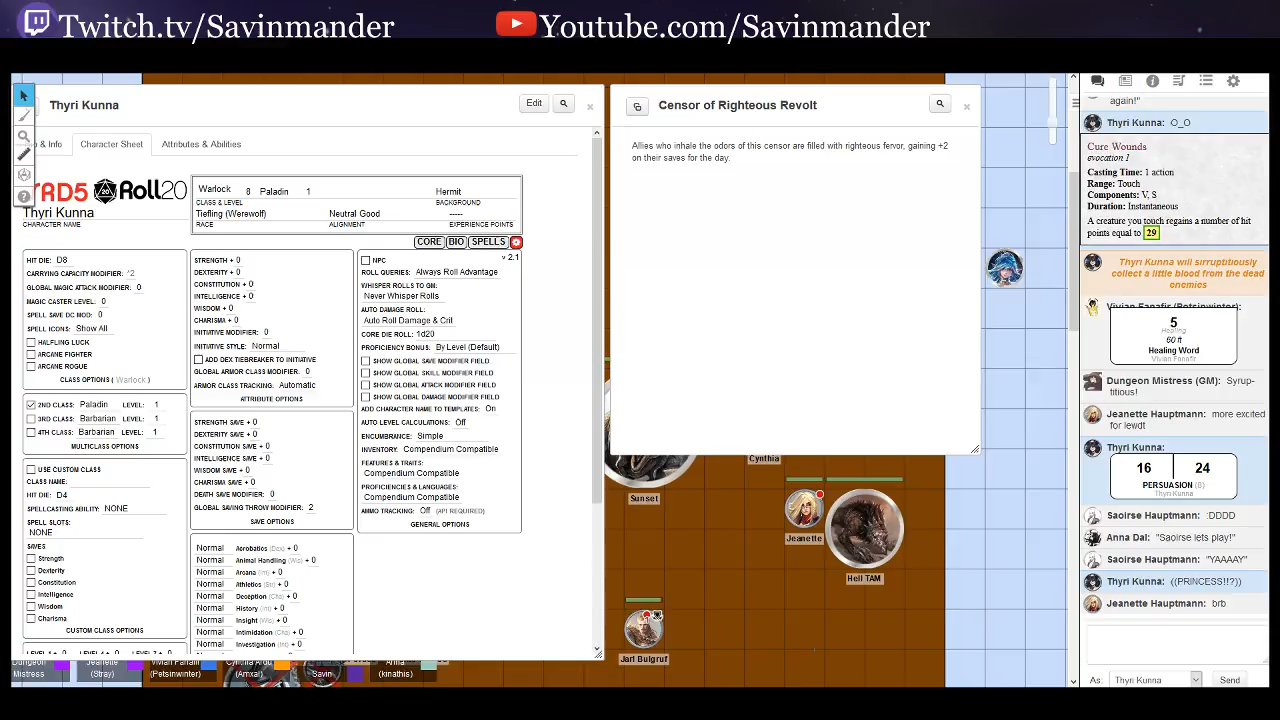 Twitch.tv/Savinmander
Youtube.com/Savinmander
Thyri Kunna
Edit
& Info
Character Sheet
Attributes & Abilities
Roll20
Thyri Kunna
CHARACTER NAME
Warlock 8 Paladin 1
Hermit
CLASS & LEVEL
BACKGROUND
Tiefling (Werewolf)
Neutral Good
-----
RACE
ALIGNMENT
EXPERIENCE POINTS
CORE
BIO
SPELLS
v 2.1
HIT DIE: D8
CARRYING CAPACITY MODIFIER: *2
GLOBAL MAGIC ATTACK MODIFIER: 0
MAGIC CASTER LEVEL: 0
SPELL SAVE DC MOD: 0
SPELL ICONS: Show All
HALFLING LUCK
ARCANE FIGHTER
ARCANE ROGUE
CLASS OPTIONS (Warlock)
2ND CLASS: Paladin LEVEL: 1
3RD CLASS: Barbarian LEVEL: 1
4TH CLASS: Barbarian LEVEL: 1
MULTICLASS OPTIONS
USE CUSTOM CLASS
CLASS NAME:
HIT DIE: D4
SPELLCASTING ABILITY: NONE
SPELL SLOTS:
NONE
SAVES
Strength
Dexterity
Constitution
Intelligence
Wisdom
Charisma
CUSTOM CLASS OPTIONS
STRENGTH + 0
DEXTERITY + 0
CONSTITUTION + 0
INTELLIGENCE + 0
WISDOM + 0
CHARISMA + 0
INITIATIVE MODIFIER: 0
INITIATIVE STYLE: Normal
ADD DEX TIEBREAKER TO INITIATIVE
GLOBAL ARMOR CLASS MODIFIER: 0
ARMOR CLASS TRACKING: Automatic
ATTRIBUTE OPTIONS
STRENGTH SAVE + 0
DEXTERITY SAVE + 0
CONSTITUTION SAVE + 0
INTELLIGENCE SAVE + 0
WISDOM SAVE + 0
CHARISMA SAVE + 0
DEATH SAVE MODIFIER: 0
GLOBAL SAVING THROW MODIFIER: 2
SAVE OPTIONS
Normal Acrobatics (Dex) + 0
Normal Animal Handling (Wis) + 0
Normal Arcana (Int) + 0
Normal Athletics (Str) + 0
Normal Deception (Cha) + 0
Normal History (Int) + 0
Normal Insight (Wis) + 0
Normal Intimidation (Cha) + 0
Normal Investigation (Int) + 0
NPC
ROLL QUERIES: Always Roll Advantage
WHISPER ROLLS TO GM:
Never Whisper Rolls
AUTO DAMAGE ROLL:
Auto Roll Damage & Crit
CORE DIE ROLL: 1d20
PROFICIENCY BONUS: By Level (Default)
SHOW GLOBAL SAVE MODIFIER FIELD
SHOW GLOBAL SKILL MODIFIER FIELD
SHOW GLOBAL ATTACK MODIFIER FIELD
SHOW GLOBAL DAMAGE MODIFIER FIELD
ADD CHARACTER NAME TO TEMPLATES: On
AUTO LEVEL CALCULATIONS: Off
ENCUMBRANCE: Simple
INVENTORY: Compendium Compatible
FEATURES & TRAITS:
Compendium Compatible
PROFICIENCIES & LANGUAGES:
Compendium Compatible
AMMO TRACKING: Off (API REQUIRED)
GENERAL OPTIONS
Censor of Righteous Revolt
Allies who inhale the odors of this censor are filled with righteous fervor, gaining +2
on their saves for the day.
Sunset
Cynthia
Jeanette
Hell TAM
Jarl Bulgruf
Dungeon
Mistress
Jeanette
(Stray)
Vivian Fanafir
(Petsinwinter)
Cynthia Ardu
(Arnxal)
Savin
Anna
(kinathis)
again!"
Thyri Kunna: O_O
Cure Wounds
evocation 1
Casting Time: 1 action
Range: Touch
Components: V, S
Duration: Instantaneous
A creature you touch regains a number of hit
points equal to 29
Thyri Kunna will sirruptitiously
collect a little blood from the dead
enemies
Vivian Fanafir (Petsinwinter):
5
Healing
60 ft
Healing Word
Vivian Fanafir
Dungeon Mistress (GM): Syrup-
titious!
Jeanette Hauptmann: more excited
for lewdt
Thyri Kunna:
16 24
PERSUASION (8)
Thyri Kunna
Saoirse Hauptmann: :DDDD
Anna Dal: "Saoirse lets play!"
Saoirse Hauptmann: "YAAAAY"
Thyri Kunna: ((PRINCESS!!?))
Jeanette Hauptmann: brb
As: Thyri Kunna
Send